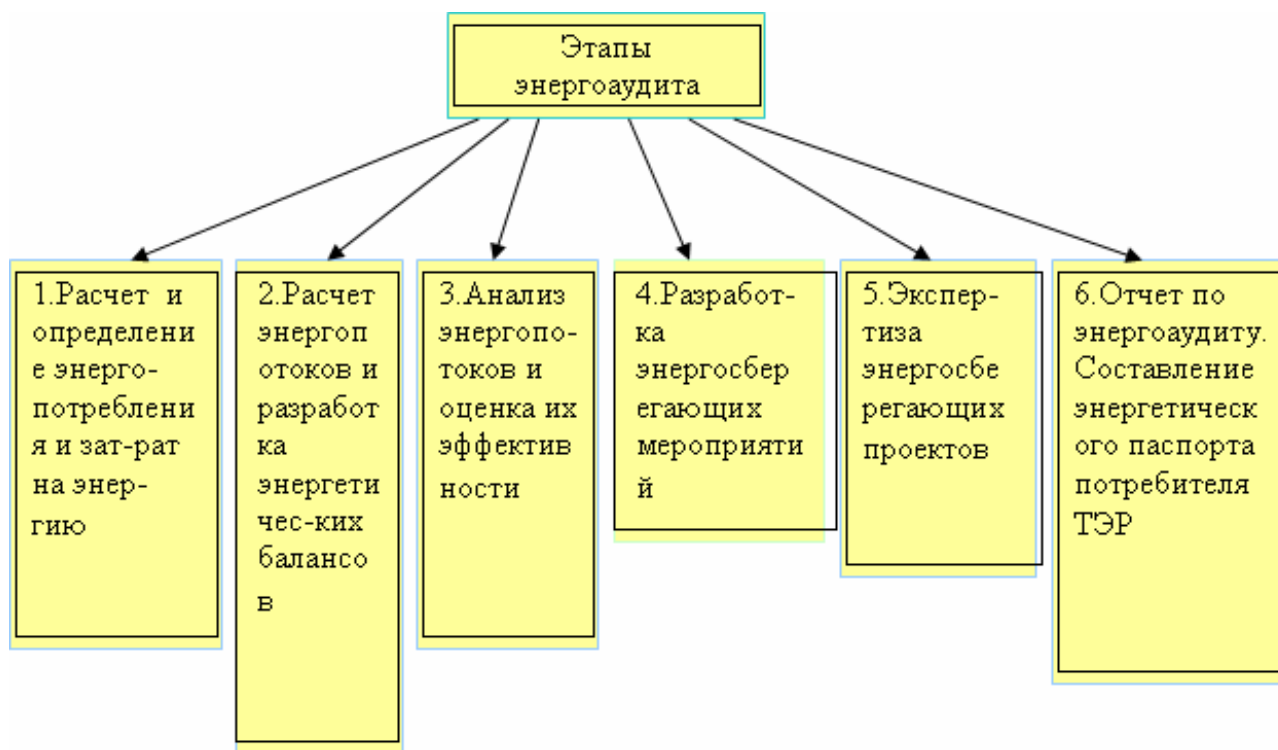 Этапы
энергоаудита
1.Расчет и
определени
е энерго-
потреблени
я и зат-рат
на энер-
гию
2.Расчет
энергоп
отоков и
разработ
ка
энергети
чес-ких
балансо
в
3.Анализ
энергопо-
токов и
оценка их
эффектив
ности
4.Разработ-
ка
энергосбер
егающих
мероприяти
й
5.Экспер-
тиза
энергосбе
регающих
проектов
6.Отчет по
энергоаудиту.
Составление
энергетическ
ого паспорта
потребителя
ТЭР